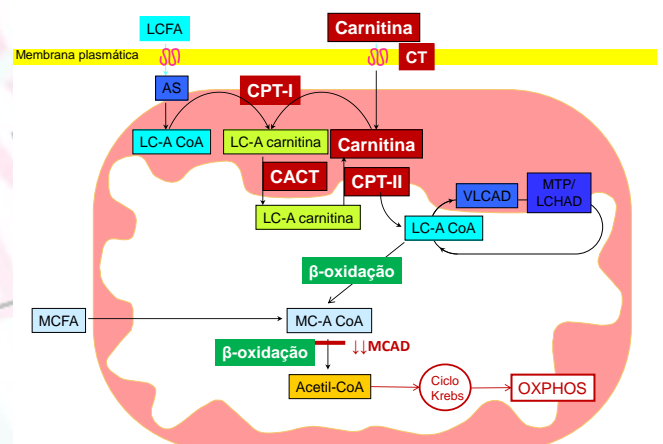 LCFA
Carnitina
Membrana plasmática
CT
AS
CPT-I
LC-A CoA
LC-A carnitina
Carnitina
CACT
CPT-II
LC-A carnitina
VLCAD
MTP/
LCHAD
LC-A CoA
β-oxidação
MCFA
MC-A CoA
β-oxidação
↓↓MCAD
Acetil-CoA
Ciclo
Krebs
OXPHOS